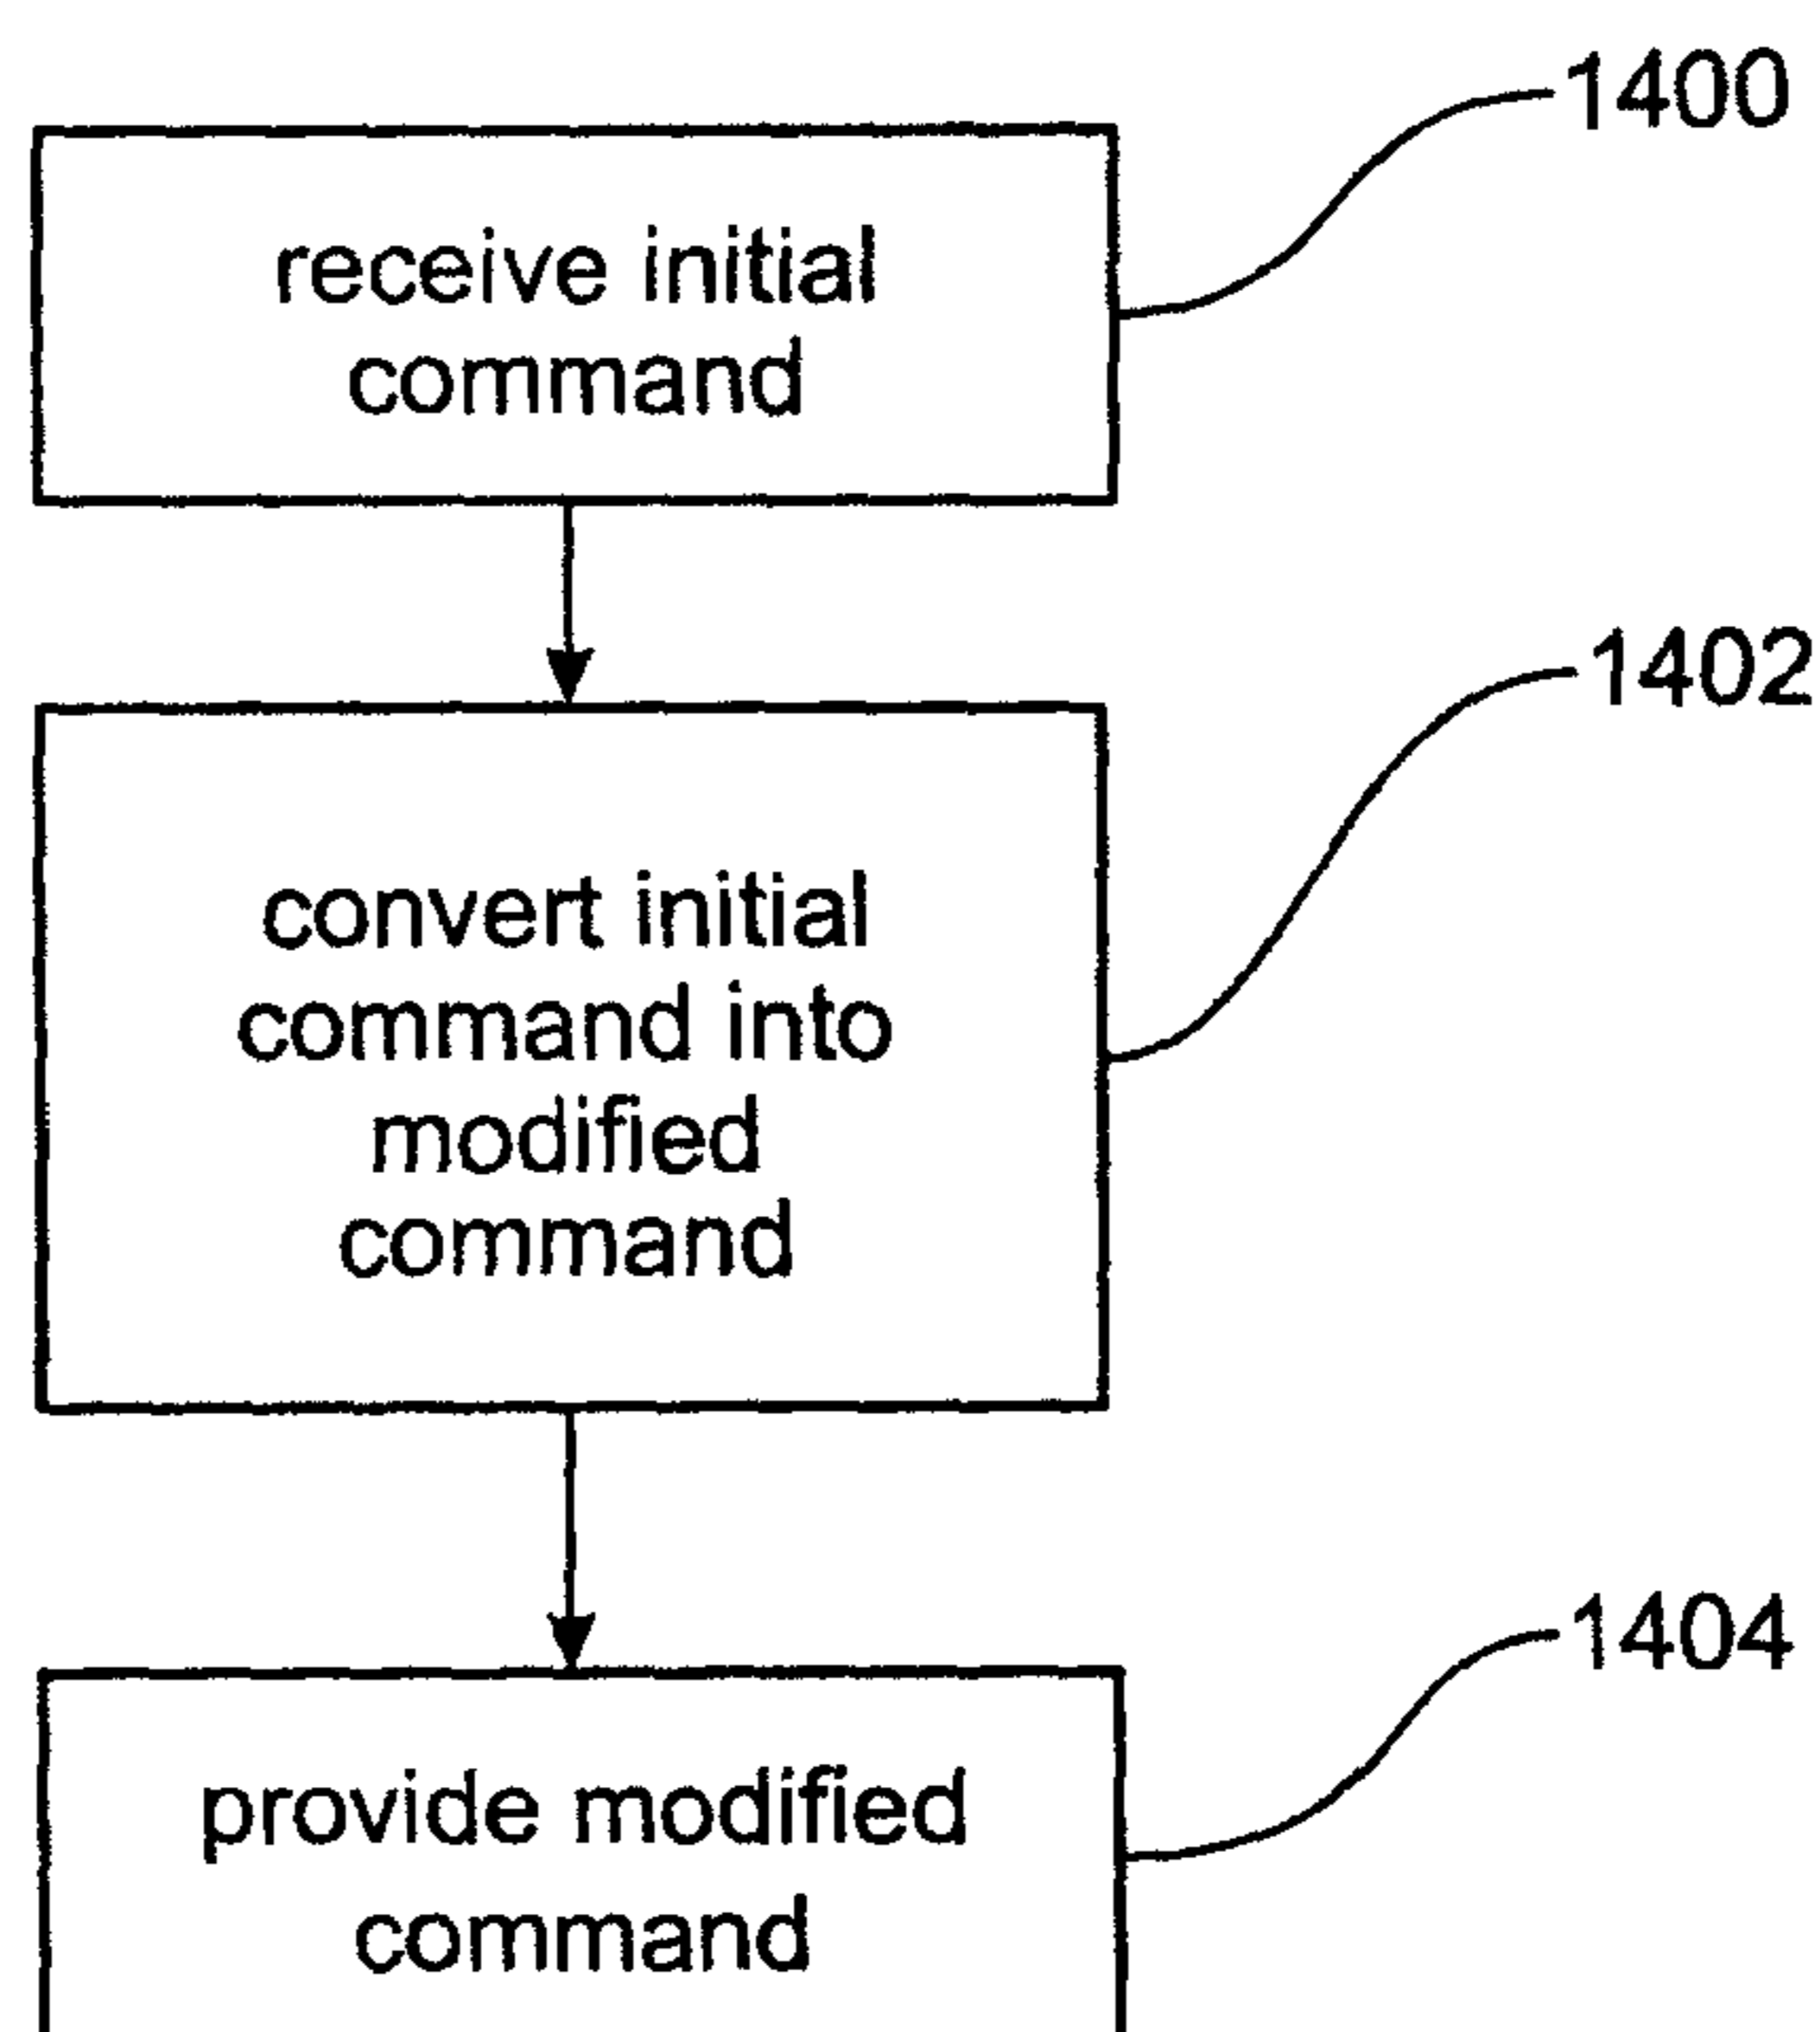 1400
receive initial
command
1402
convert initial
command into
modified
command
1404
provide modified
command